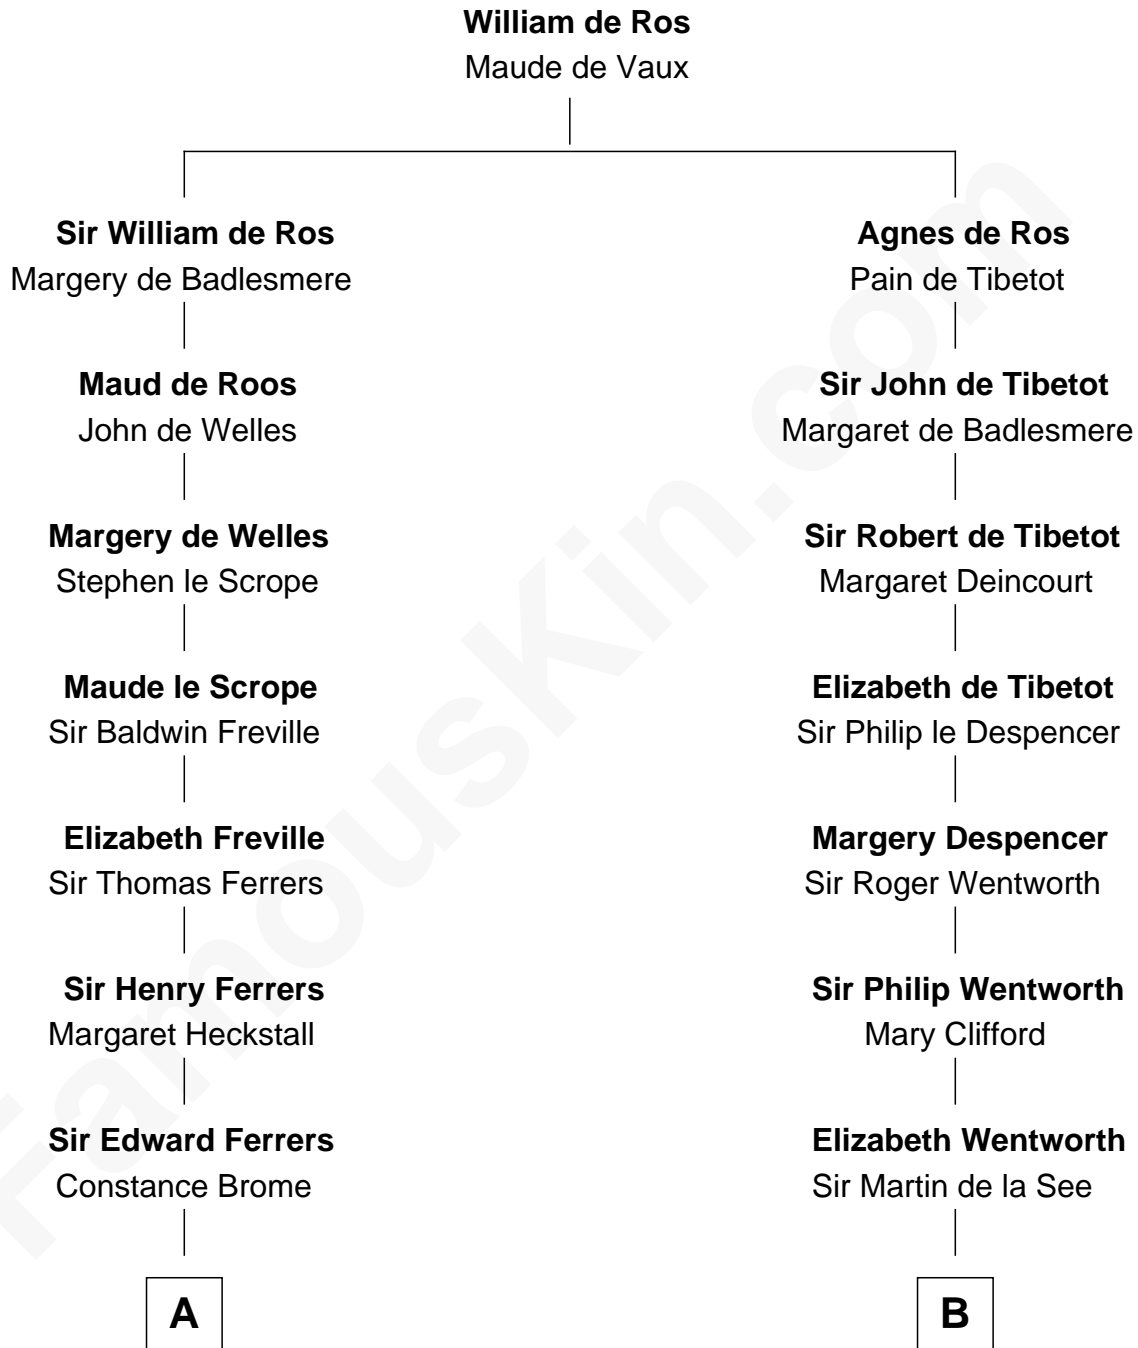 William de Ros
Maude de Vaux
Sir William de Ros
Margery de Badlesmere
Maud de Roos
John de Welles
Margery de Welles
Stephen le Scrope
Maude le Scrope
Sir Baldwin Freville
Elizabeth Freville
Sir Thomas Ferrers
Sir Henry Ferrers
Margaret Heckstall
Sir Edward Ferrers
Constance Brome
A
Agnes de Ros
Pain de Tibetot
Sir John de Tibetot
Margaret de Badlesmere
Sir Robert de Tibetot
Margaret Deincourt
Elizabeth de Tibetot
Sir Philip le Despencer
Margery Despencer
Sir Roger Wentworth
Sir Philip Wentworth
Mary Clifford
Elizabeth Wentworth
Sir Martin de la See
B
FamousKin.com